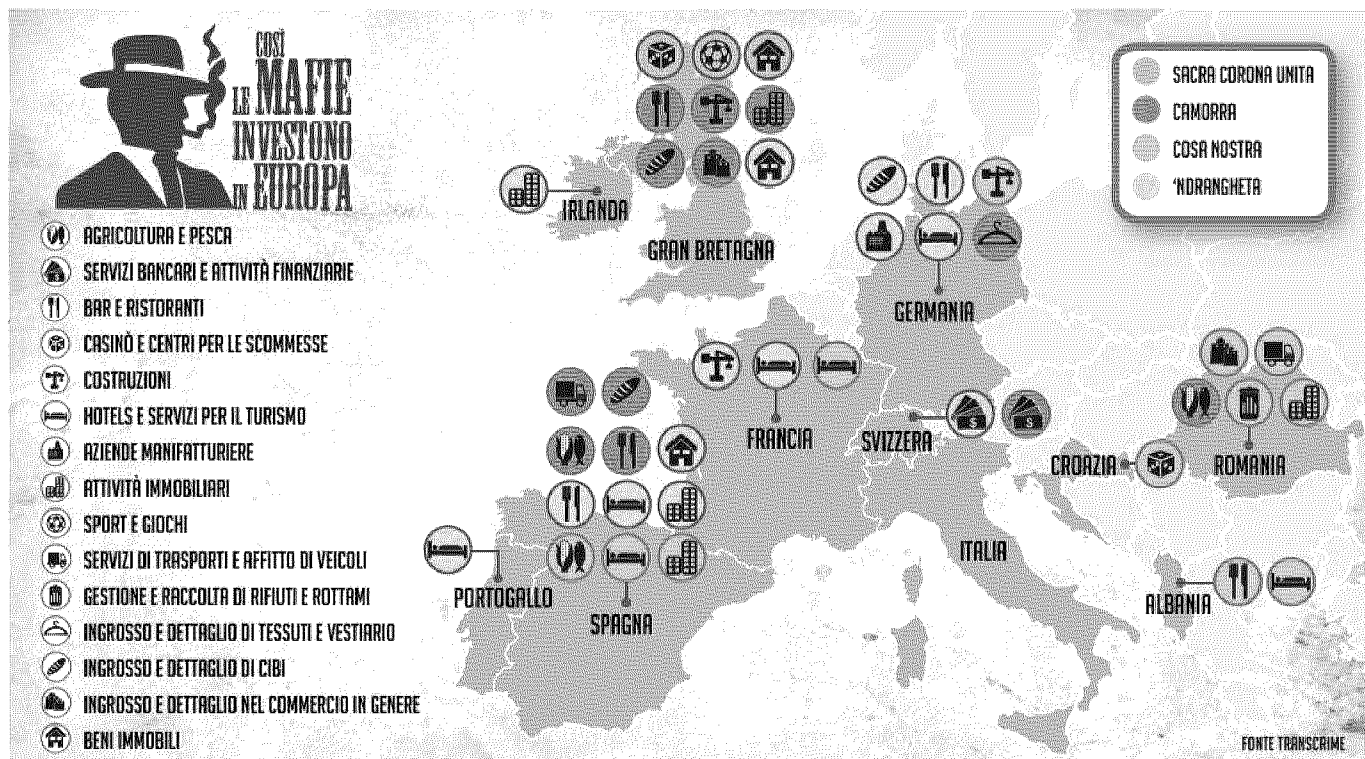 COSÌ
LE MAFIE
INVESTONO
IN EUROPA
AGRICOLTURA E PESCA
SERVIZI BANCARI E ATTIVITÀ FINANZIARIE
BAR E RISTORANTI
CASINÒ E CENTRI PER LE SCOMMESSE
COSTRUZIONI
HOTELS E SERVIZI PER IL TURISMO
AZIENDE MANIFATTURIERE
ATTIVITÀ IMMOBILIARI
SPORT E GIOCHI
SERVIZI DI TRASPORTI E AFFITTO DI VEICOLI
GESTIONE E RACCOLTA DI RIFIUTI E ROTTAMI
INGROSSO E DETTAGLIO DI TESSUTI E VESTIARIO
INGROSSO E DETTAGLIO DI CIBI
INGROSSO E DETTAGLIO NEL COMMERCIO IN GENERE
BENI IMMOBILI
SACRA CORONA UNITA
CAMORRA
COSA NOSTRA
'NDRANGHETA
IRLANDA
GRAN BRETAGNA
GERMANIA
FRANCIA
SVIZZERA
CROAZIA
ROMANIA
ITALIA
ALBANIA
PORTOGALLO
SPAGNA
FONTE TRANSCRIME